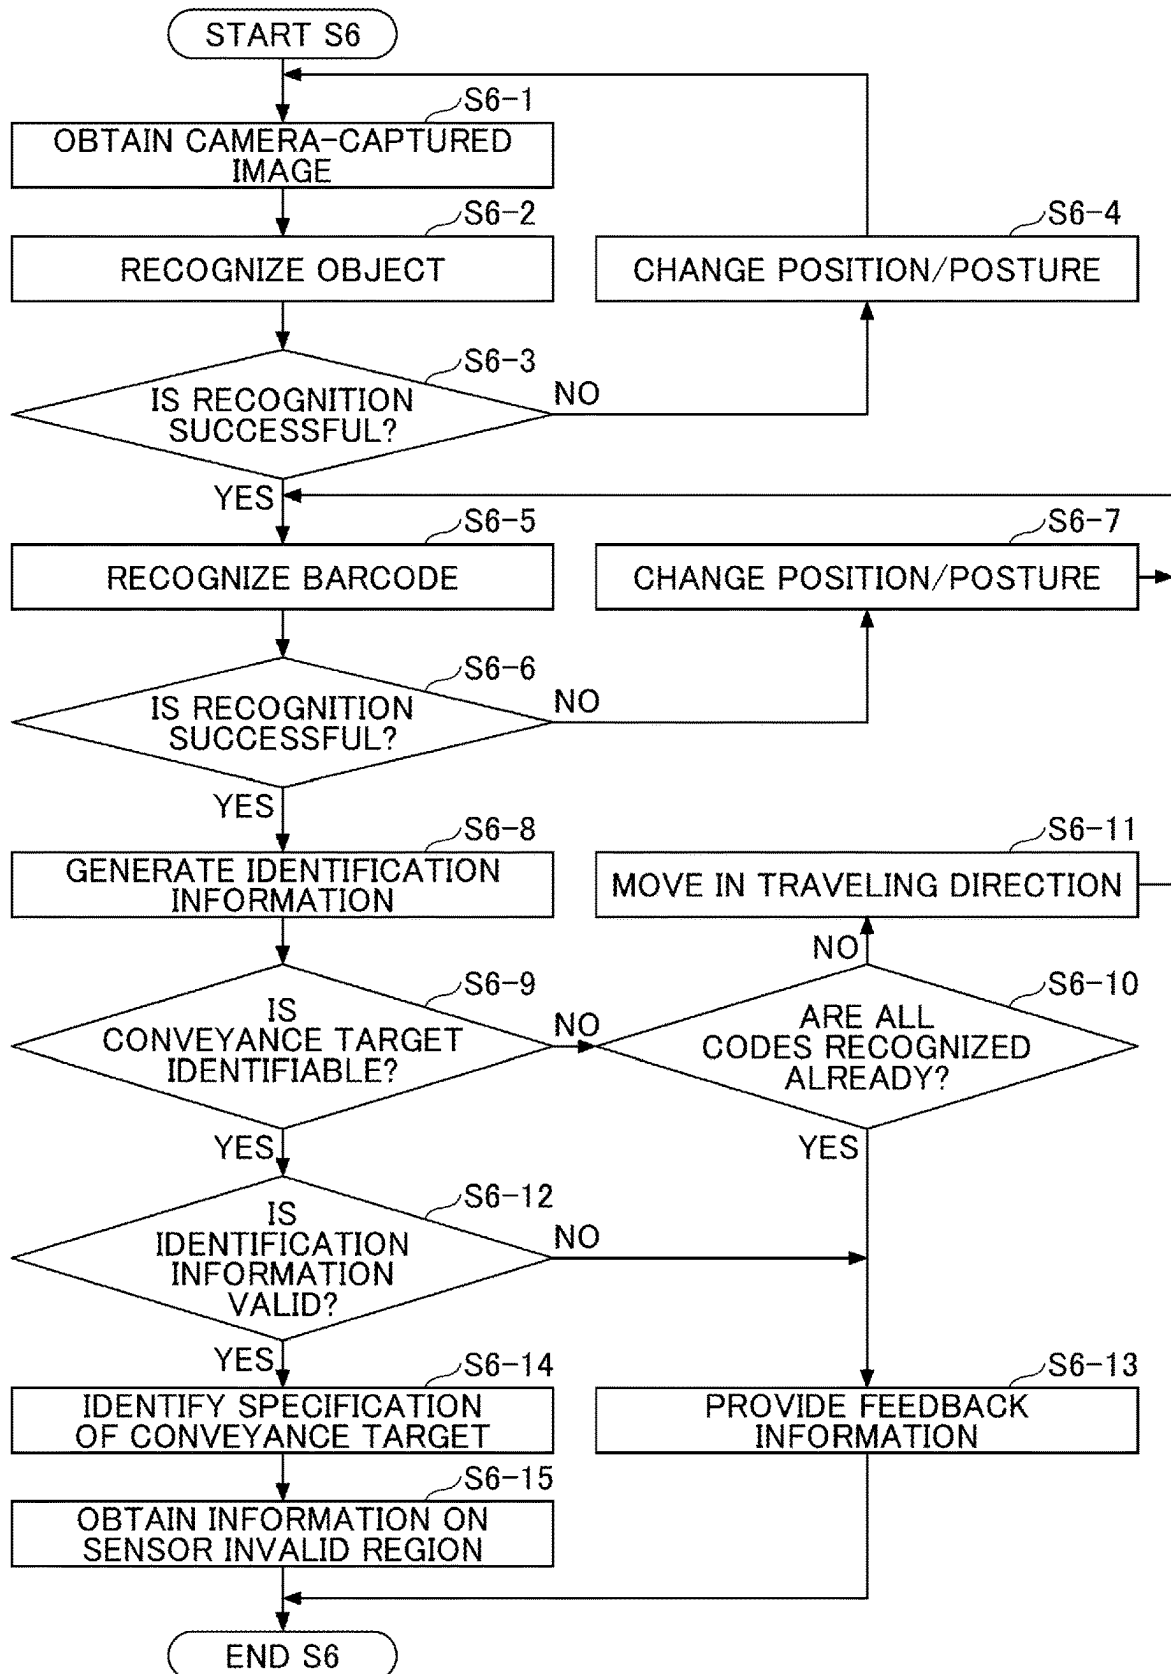 START S6
S6-1
OBTAIN CAMERA-CAPTURED
IMAGE
S6-2
RECOGNIZE OBJECT
S6-4
CHANGE POSITION/POSTURE
S6-3
IS RECOGNITION
SUCCESSFUL?
NO
YES
S6-5
RECOGNIZE BARCODE
S6-7
CHANGE POSITION/POSTURE
S6-6
IS RECOGNITION
SUCCESSFUL?
NO
YES
S6-8
GENERATE IDENTIFICATION
INFORMATION
S6-11
MOVE IN TRAVELING DIRECTION
NO
S6-9
IS
CONVEYANCE TARGET
IDENTIFIABLE?
NO
S6-10
ARE ALL
CODES RECOGNIZED
ALREADY?
YES
YES
S6-12
IS
IDENTIFICATION
INFORMATION
VALID?
NO
YES
S6-14
IDENTIFY SPECIFICATION
OF CONVEYANCE TARGET
S6-13
PROVIDE FEEDBACK
INFORMATION
S6-15
OBTAIN INFORMATION ON
SENSOR INVALID REGION
END S6